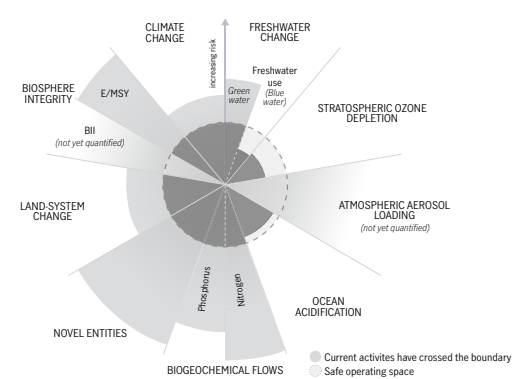 CLIMATE
CHANGE
FRESHWATER
CHANGE
increasing risk
Freshwater
use
(Blue
water)
Green
water
E/MSY
BIOSPHERE
INTEGRITY
BII
(not yet quantified)
STRATOSPHERIC OZONE
DEPLETION
LAND-SYSTEM
CHANGE
ATMOSPHERIC AEROSOL
LOADING
(not yet quantified)
Phosphorus
Nitrogen
OCEAN
ACIDIFICATION
NOVEL ENTITIES
BIOGEOCHEMICAL FLOWS
Current activites have crossed the boundary
Safe operating space